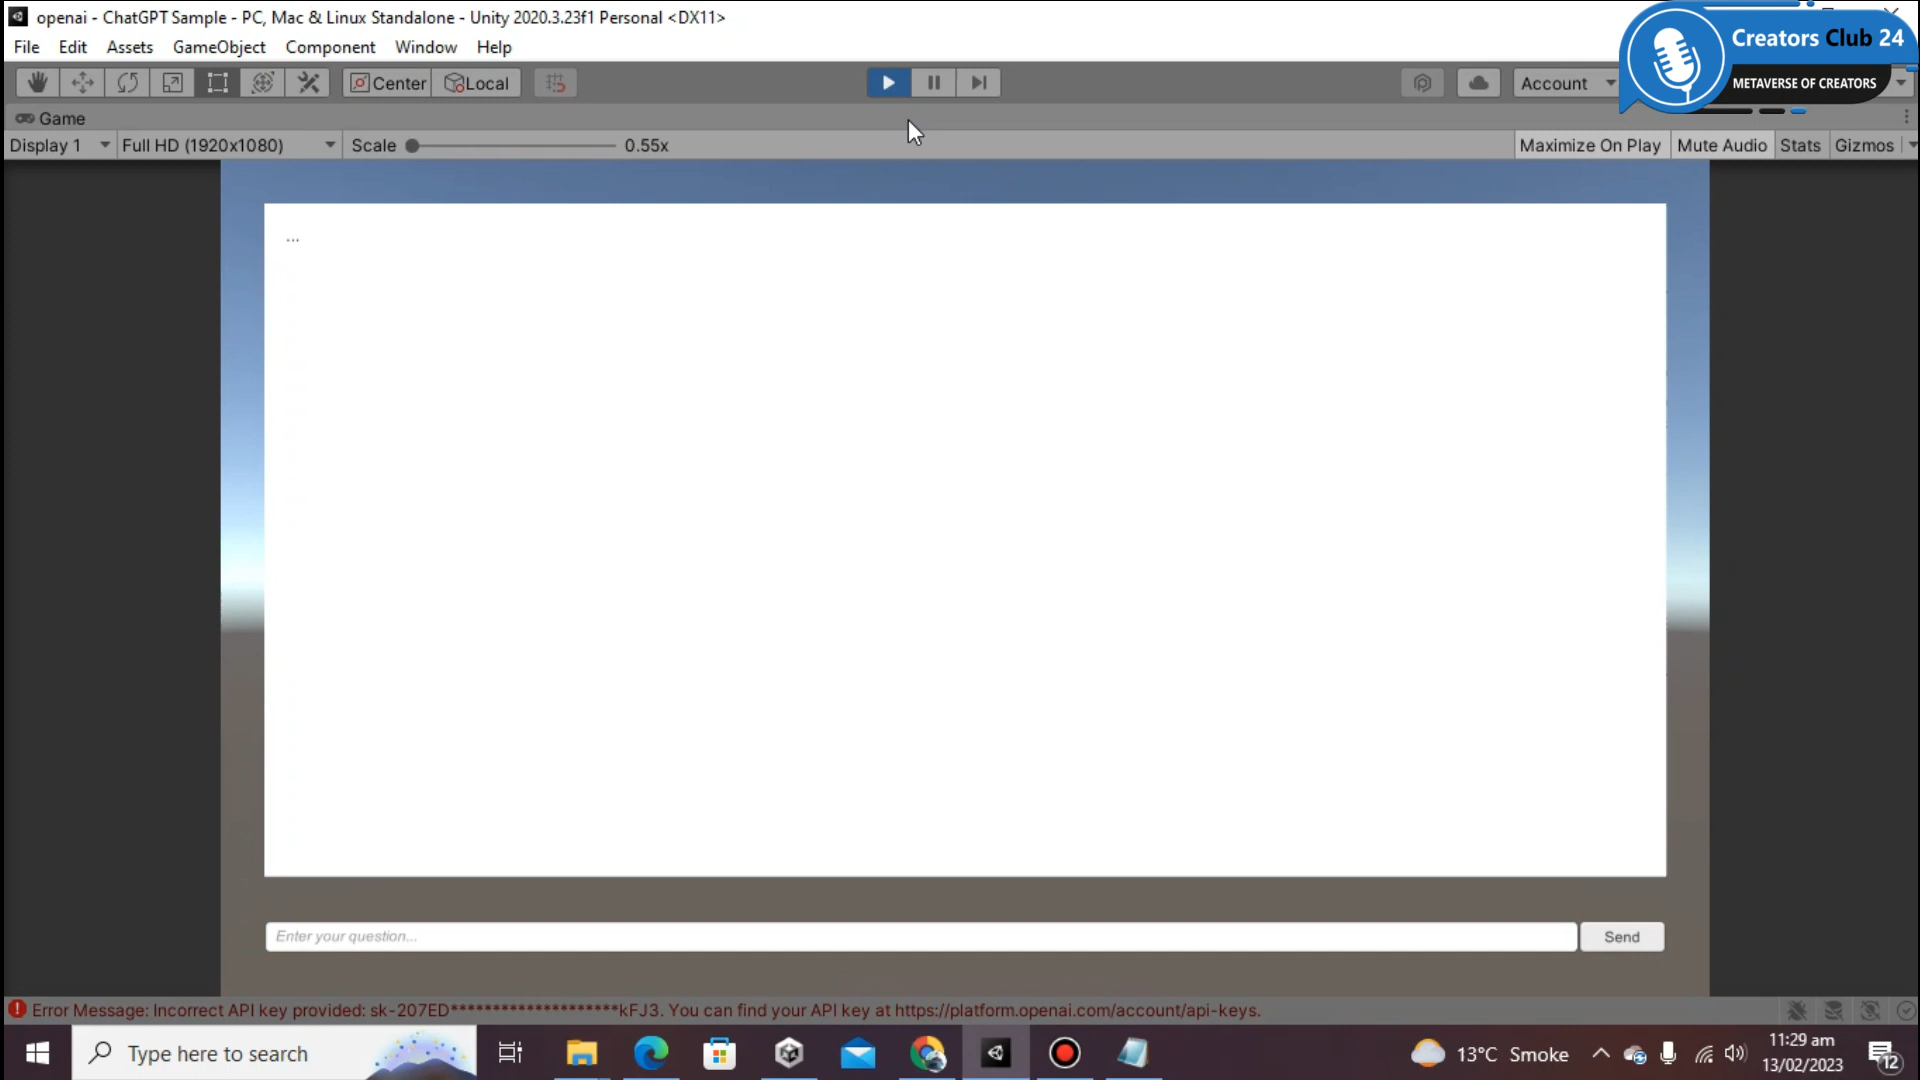 openai - ChatGPT Sample - PC, Mac & Linux Standalone - Unity 2020.3.23f1 Personal <DX11>
File Edit Assets GameObject Component Window Help
Creators Club 24
METAVERSE OF CREATORS
Center Local Account
Game
Display 1 Full HD (1920x1080) Scale 0.55x Maximize On Play Mute Audio Stats Gizmos
...
Enter your question... Send
Error Message: Incorrect API key provided: sk-207ED********************kFJ3. You can find your API key at https://platform.openai.com/account/api-keys.
Type here to search
13°C Smoke
11:29 am
13/02/2023
12